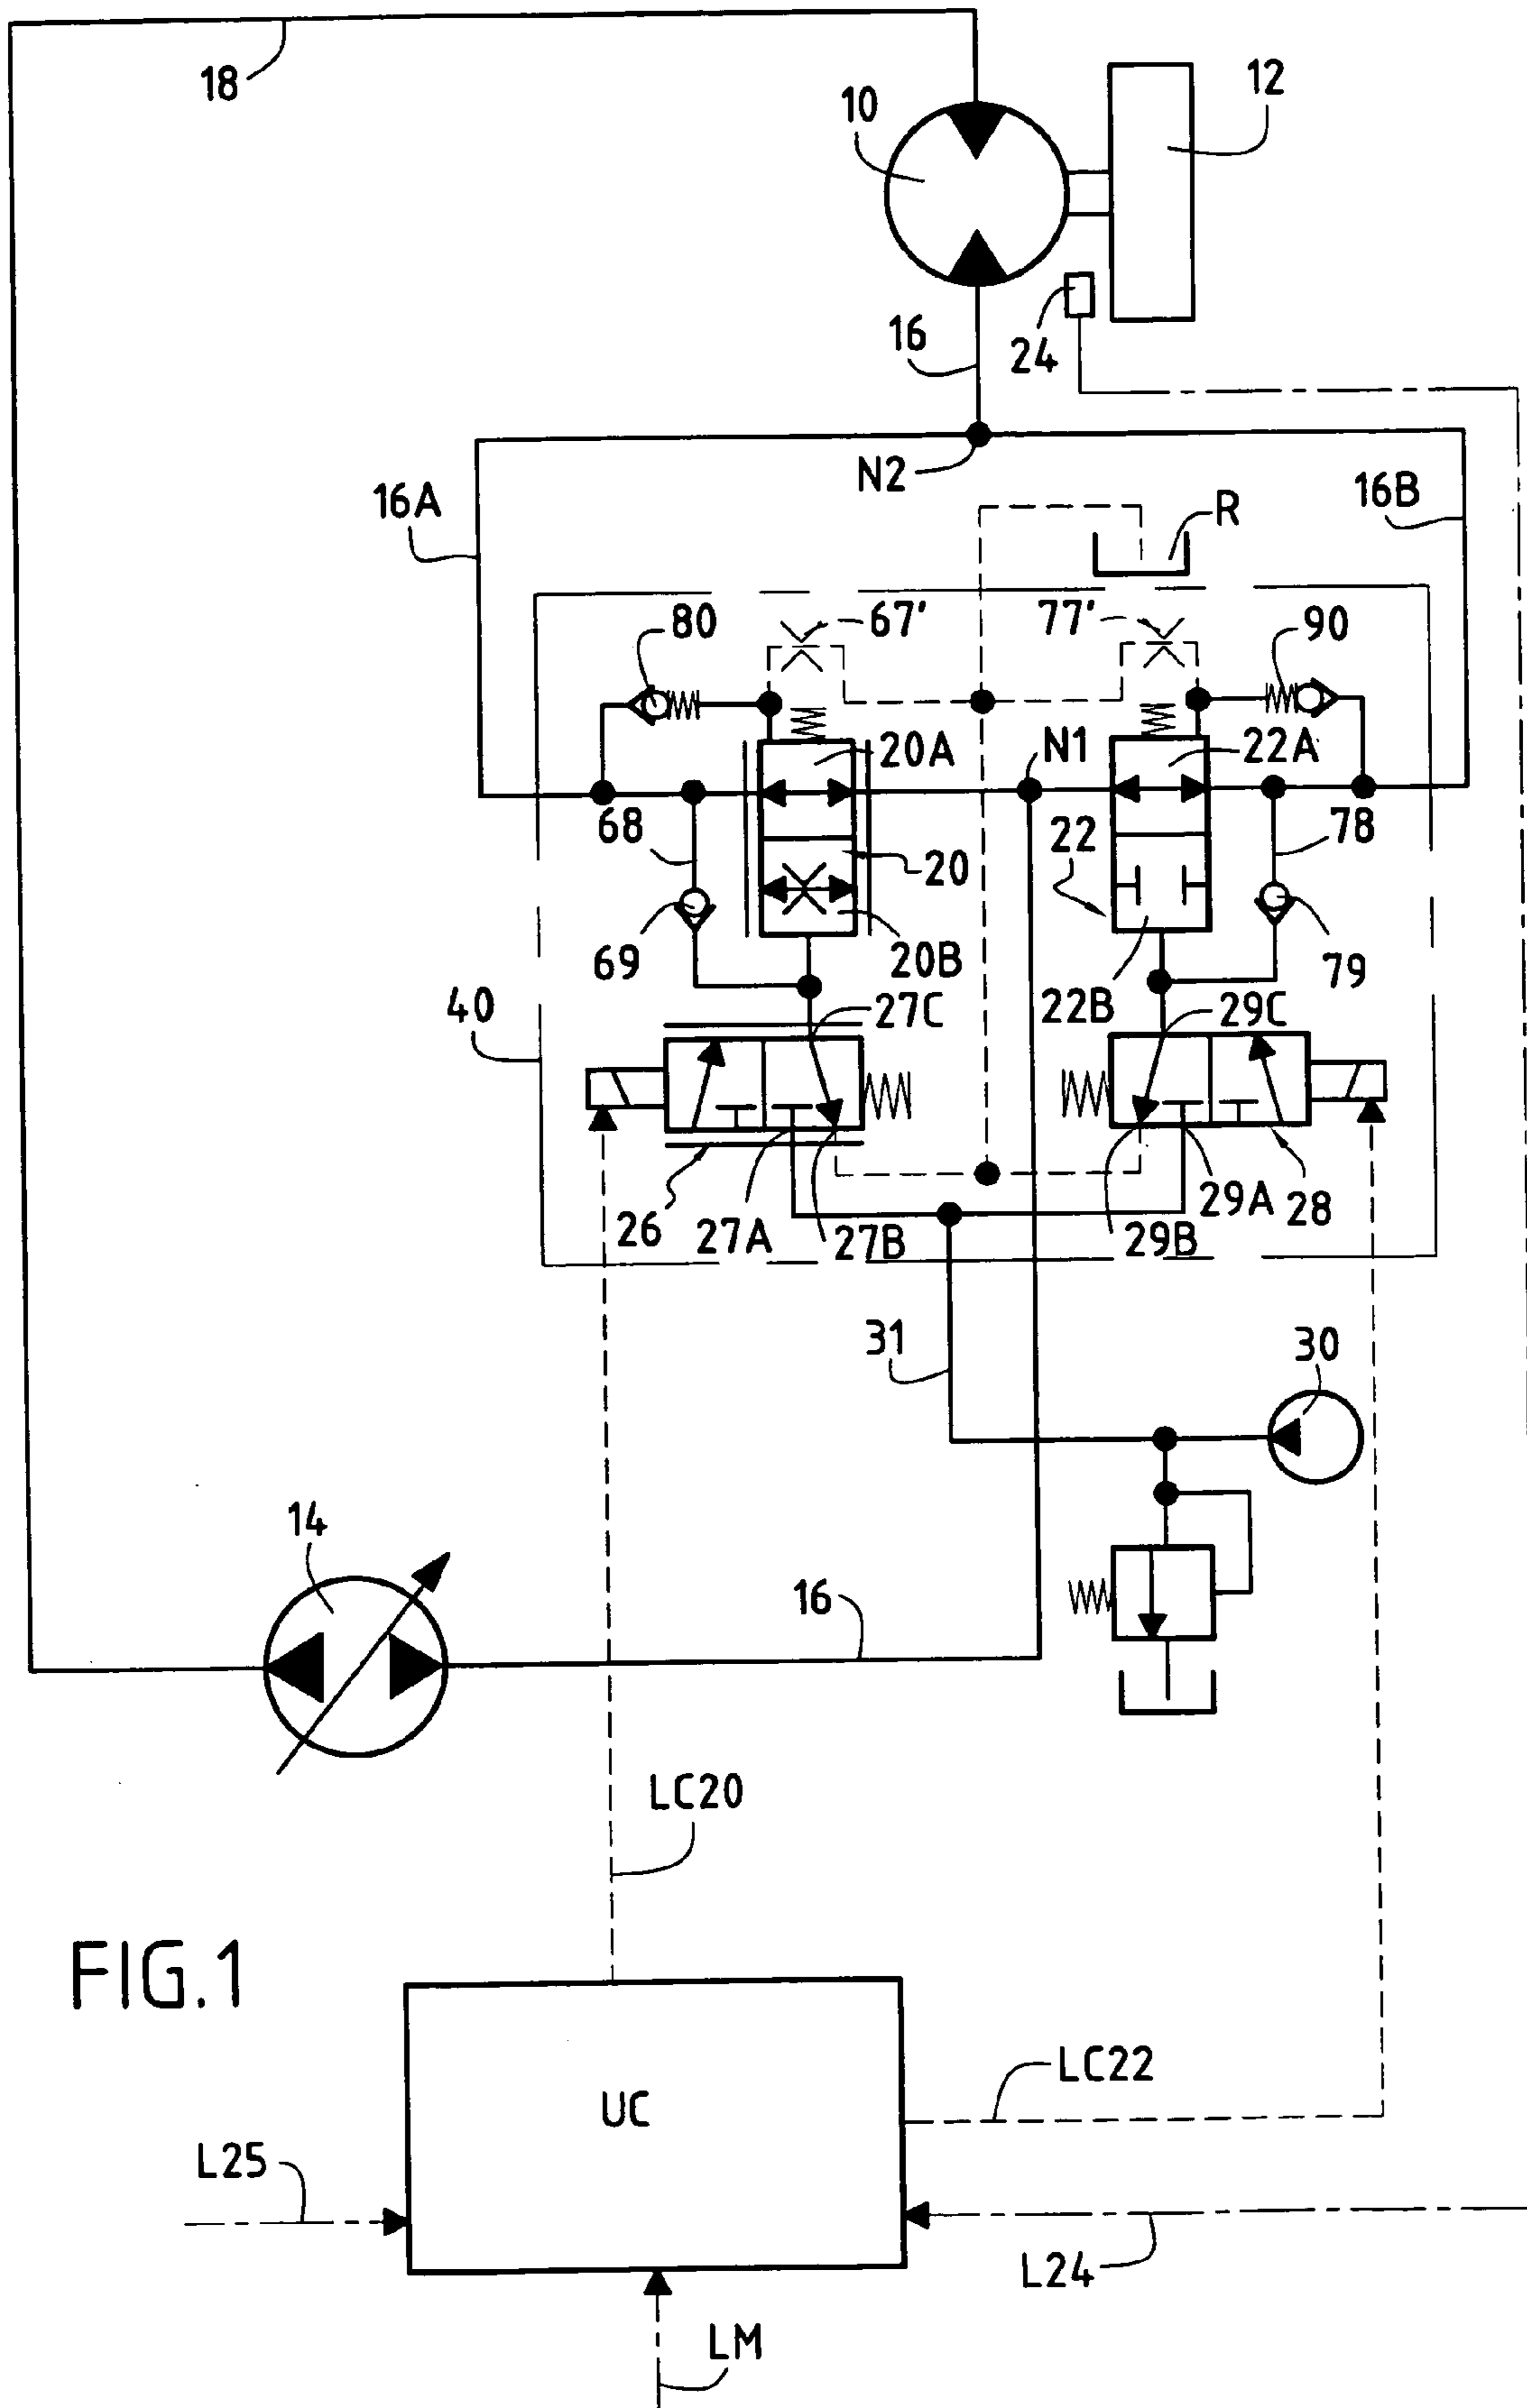 18
10
12
16
24
N2
16A
16B
R
80
67'
77'
90
20A
N1
22A
68
20
22
78
69
20B
22B
79
40
27C
29C
26
27A
27B
29B
29A
28
31
30
14
16
LC20
FIG.1
UC
LC22
L25
L24
LM